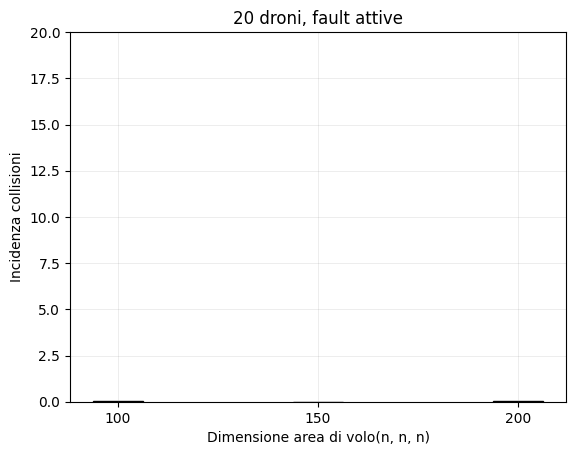 20 droni, fault attive
20.0
17.5
15.0
12.5
10.0
7.5
5.0
2.5
0.0
Incidenza collisioni
100 150 200
Dimensione area di volo(n, n, n)